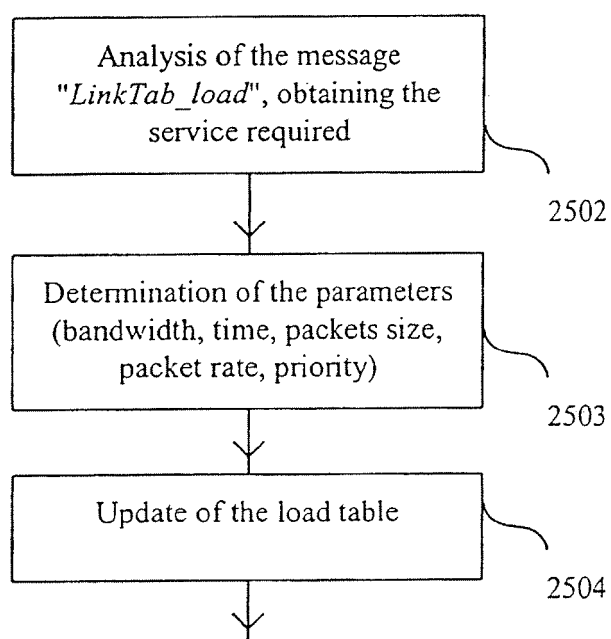 Analysis of the message
"LinkTab_load", obtaining the
service required
2502
Determination of the parameters
(bandwidth, time, packets size,
packet rate, priority)
2503
Update of the load table
2504